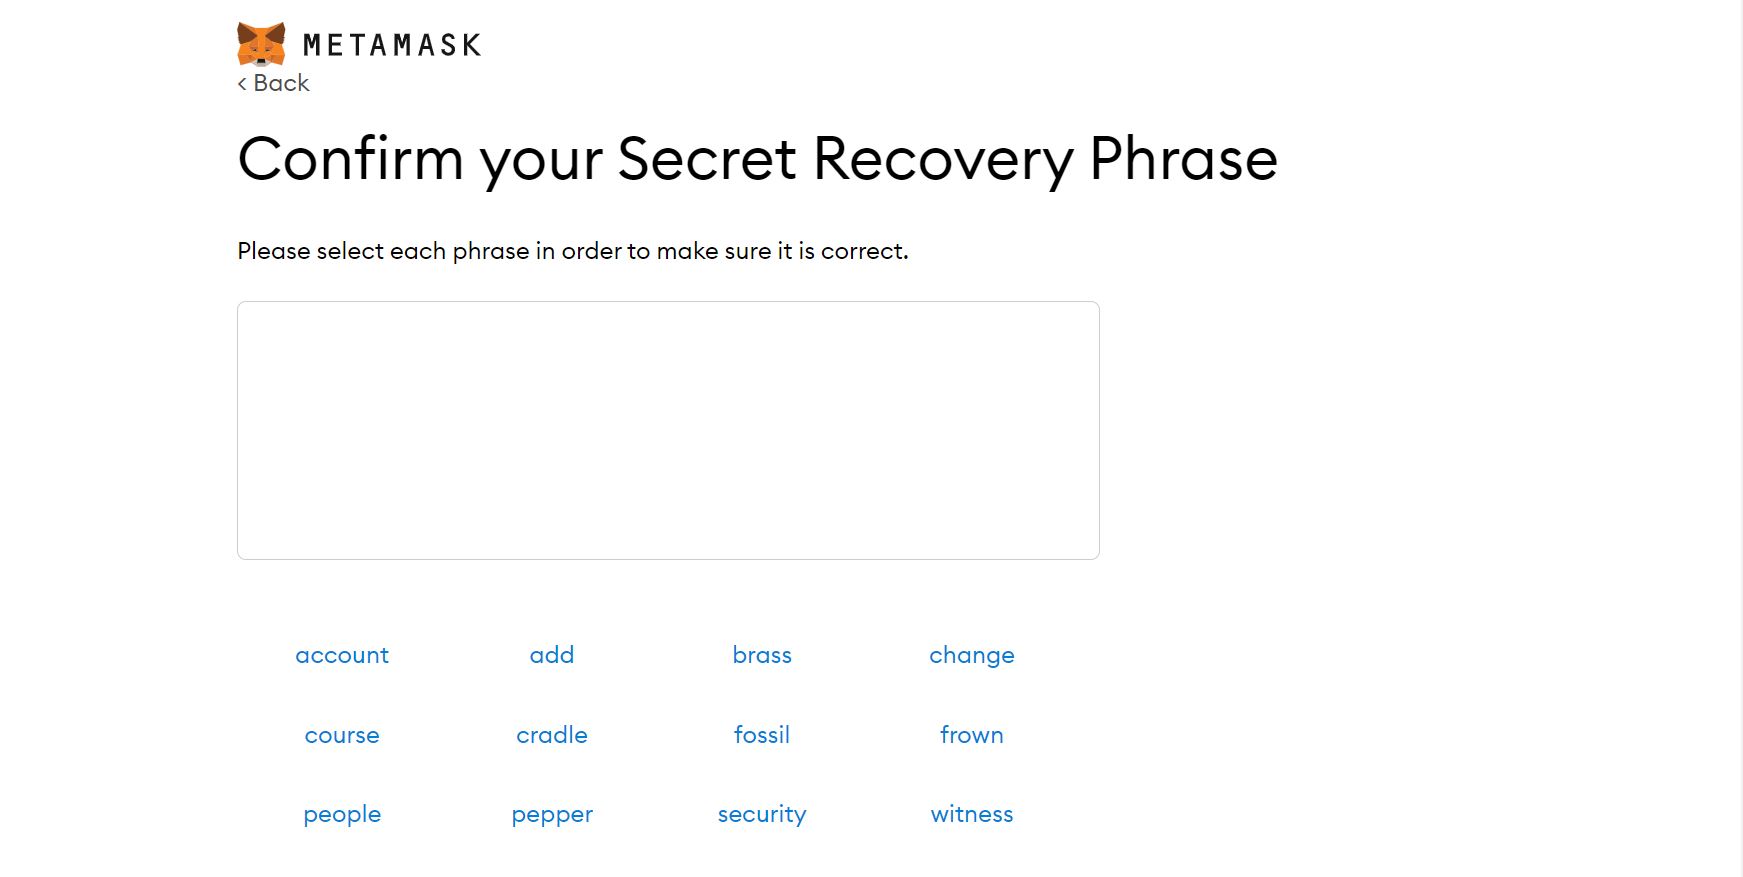 METAMASK
< Back
Confirm your Secret Recovery Phrase
Please select each phrase in order to make sure it is correct.
account add brass change
course cradle fossil frown
people pepper security witness